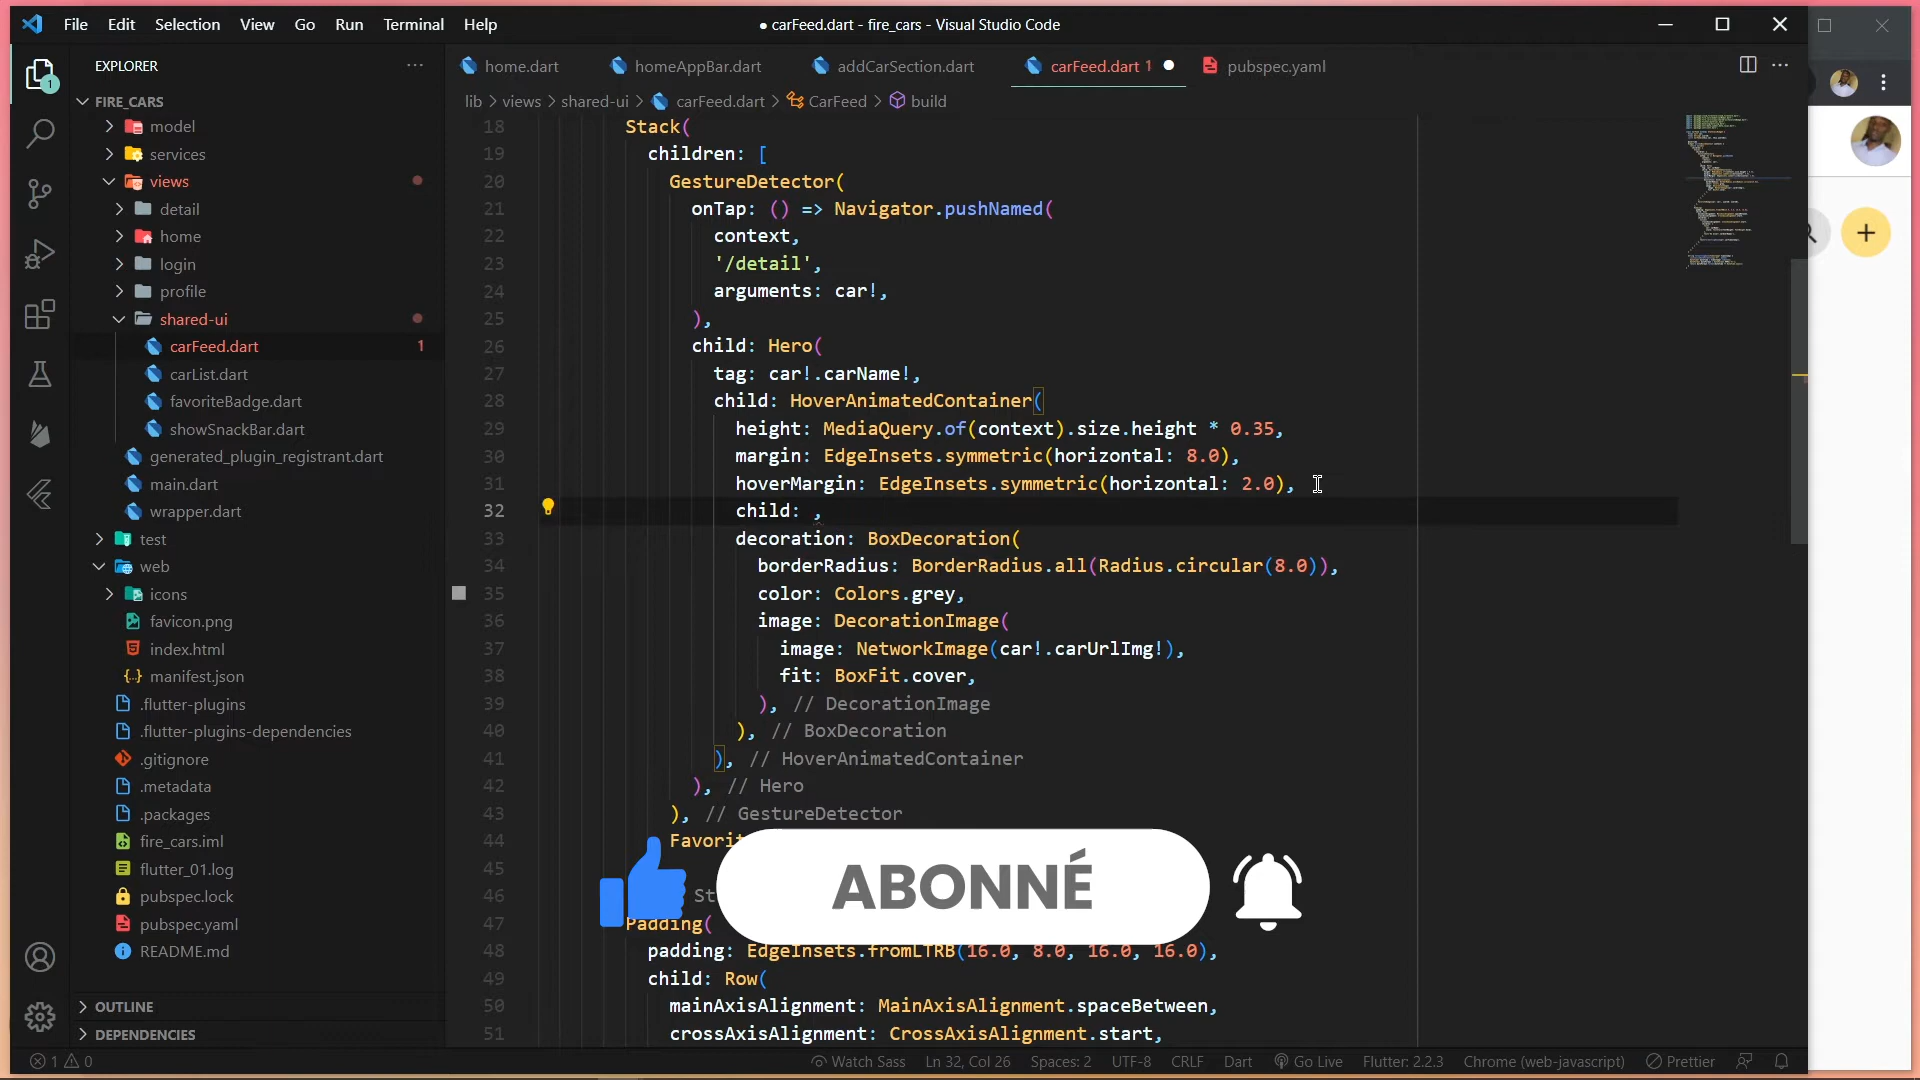 File Edit Selection View Go Run Terminal Help
● carFeed.dart - fire_cars - Visual Studio Code
EXPLORER
home.dart
homeAppBar.dart
addCarSection.dart
carFeed.dart 1
pubspec.yaml
FIRE_CARS
lib > views > shared-ui > carFeed.dart > CarFeed > build
model
services
views
detail
home
login
profile
shared-ui
carFeed.dart 1
carList.dart
favoriteBadge.dart
showSnackBar.dart
generated_plugin_registrant.dart
main.dart
wrapper.dart
test
web
icons
favicon.png
index.html
manifest.json
.flutter-plugins
.flutter-plugins-dependencies
.gitignore
.metadata
.packages
fire_cars.iml
flutter_01.log
pubspec.lock
pubspec.yaml
README.md
OUTLINE
DEPENDENCIES
18 Stack(
19 children: [
20 GestureDetector(
21 onTap: () => Navigator.pushNamed(
22 context,
23 '/detail',
24 arguments: car!,
25 ),
26 child: Hero(
27 tag: car!.carName!,
28 child: HoverAnimatedContainer(
29 height: MediaQuery.of(context).size.height * 0.35,
30 margin: EdgeInsets.symmetric(horizontal: 8.0),
31 hoverMargin: EdgeInsets.symmetric(horizontal: 2.0),
32 child: ,
33 decoration: BoxDecoration(
34 borderRadius: BorderRadius.all(Radius.circular(8.0)),
35 color: Colors.grey,
36 image: DecorationImage(
37 image: NetworkImage(car!.carUrlImg!),
38 fit: BoxFit.cover,
39 ), // DecorationImage
40 ), // BoxDecoration
41 ), // HoverAnimatedContainer
42 ), // Hero
43 ), // GestureDetector
44 Favori
45
46 St
47 Padding(
48 padding: EdgeInsets.fromLTRB(16.0, 8.0, 16.0, 16.0),
49 child: Row(
50 mainAxisAlignment: MainAxisAlignment.spaceBetween,
51 crossAxisAlignment: CrossAxisAlignment.start,
ABONNÉ
1 0
Watch Sass Ln 32, Col 26 Spaces: 2 UTF-8 CRLF Dart Go Live Flutter: 2.2.3 Chrome (web-javascript) Prettier